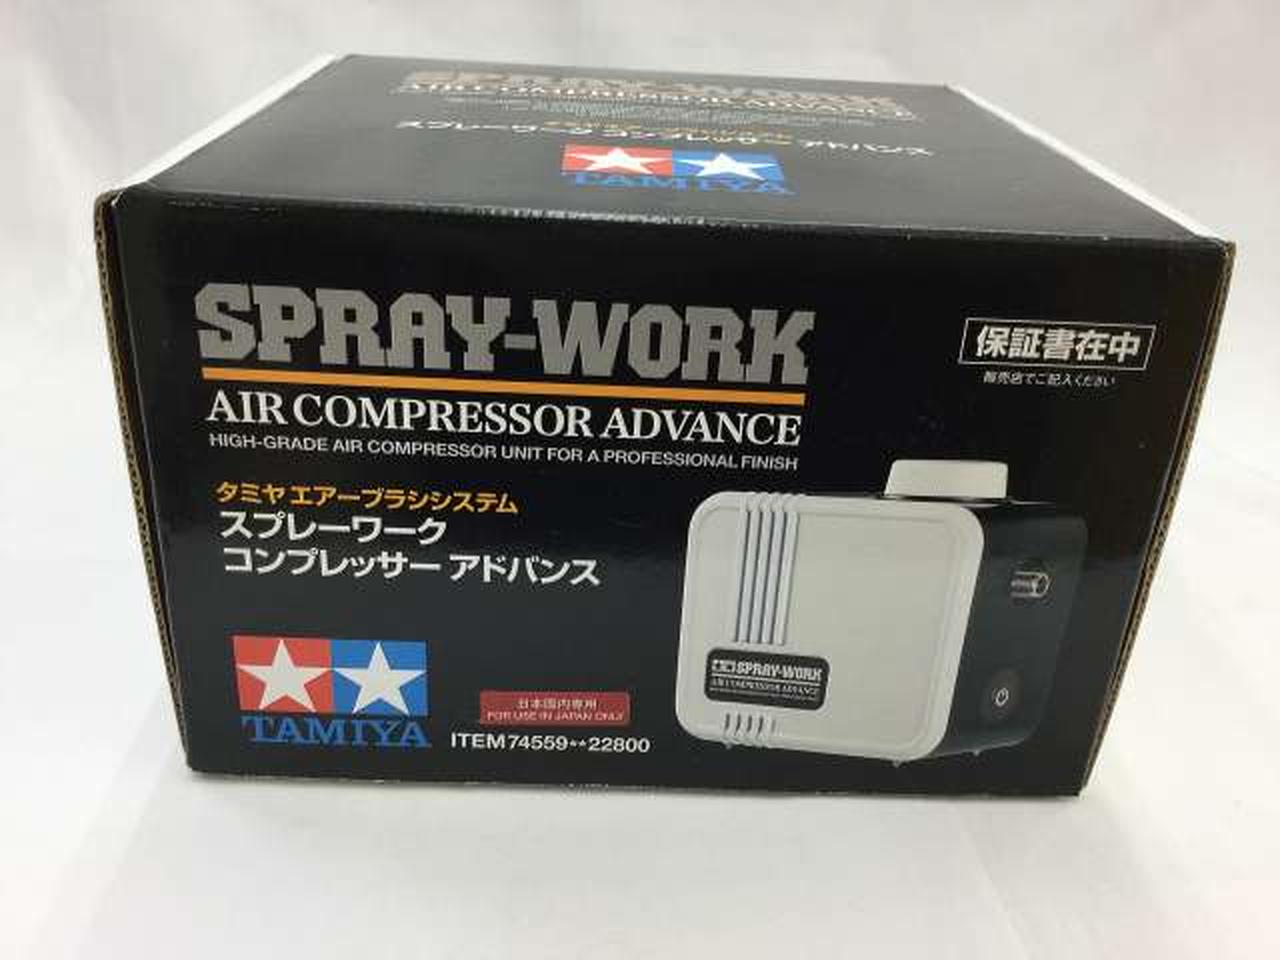 SPRAY-WORK
AIR COMPRESSOR ADVANCE
スプレーワーク コンプレッサー アドバンス
TAMIYA
SPRAY-WORK
AIR COMPRESSOR ADVANCE
HIGH-GRADE AIR COMPRESSOR UNIT FOR A PROFESSIONAL FINISH
タミヤ エアーブラシシステム
スプレーワーク
コンプレッサー アドバンス
保証書在中
販売店でご記入ください
SPRAY-WORK
AIR COMPRESSOR ADVANCE
TAMIYA
日本国内専用
FOR USE IN JAPAN ONLY
ITEM 74559**22800